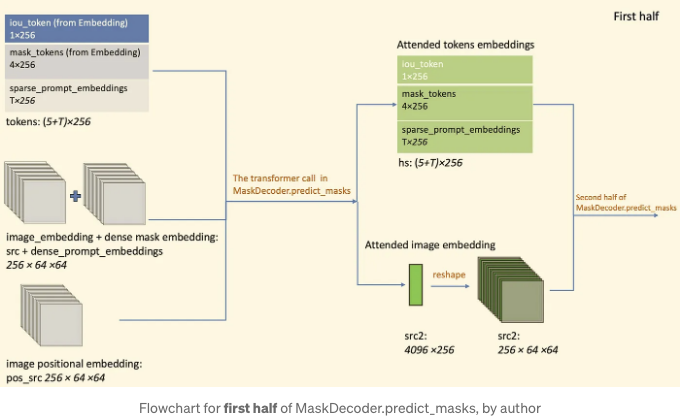 First half
iou_token (from Embedding)
1×256
mask_tokens (from Embedding)
4×256
sparse_prompt_embeddings
T×256
tokens: (5+T)×256
image_embedding + dense mask embedding:
src + dense_prompt_embeddings
256 × 64 ×64
image positional embedding:
pos_src 256 × 64 ×64
The transformer call in
MaskDecoder.predict_masks
Attended tokens embeddings
iou_token
1×256
mask_tokens
4×256
sparse_prompt_embeddings
T×256
hs: (5+T)×256
Attended image embedding
reshape
src2:
4096 ×256
src2:
256 × 64 ×64
Second half of
MaskDecoder.predict_masks
Flowchart for first half of MaskDecoder.predict_masks, by author